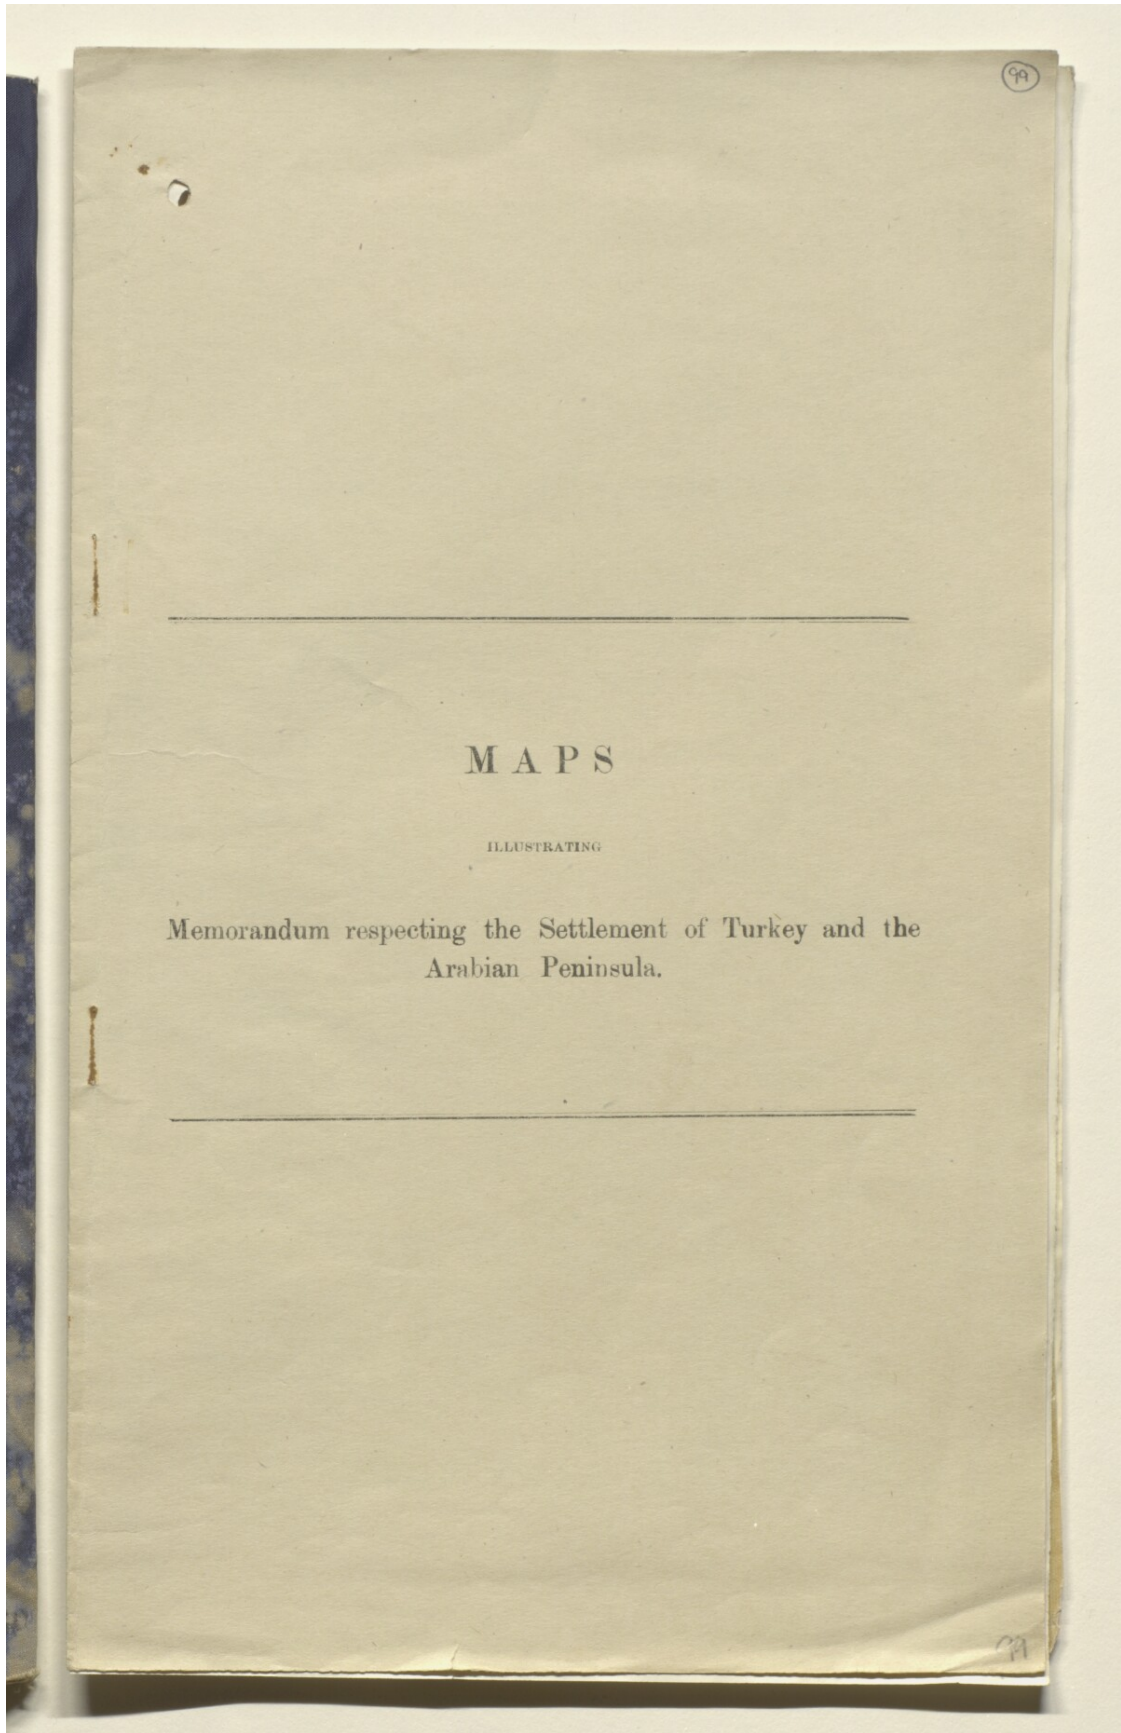 99
MAPS
ILLUSTRATING
Memorandum respecting the Settlement of Turkey and the
Arabian Peninsula.
99